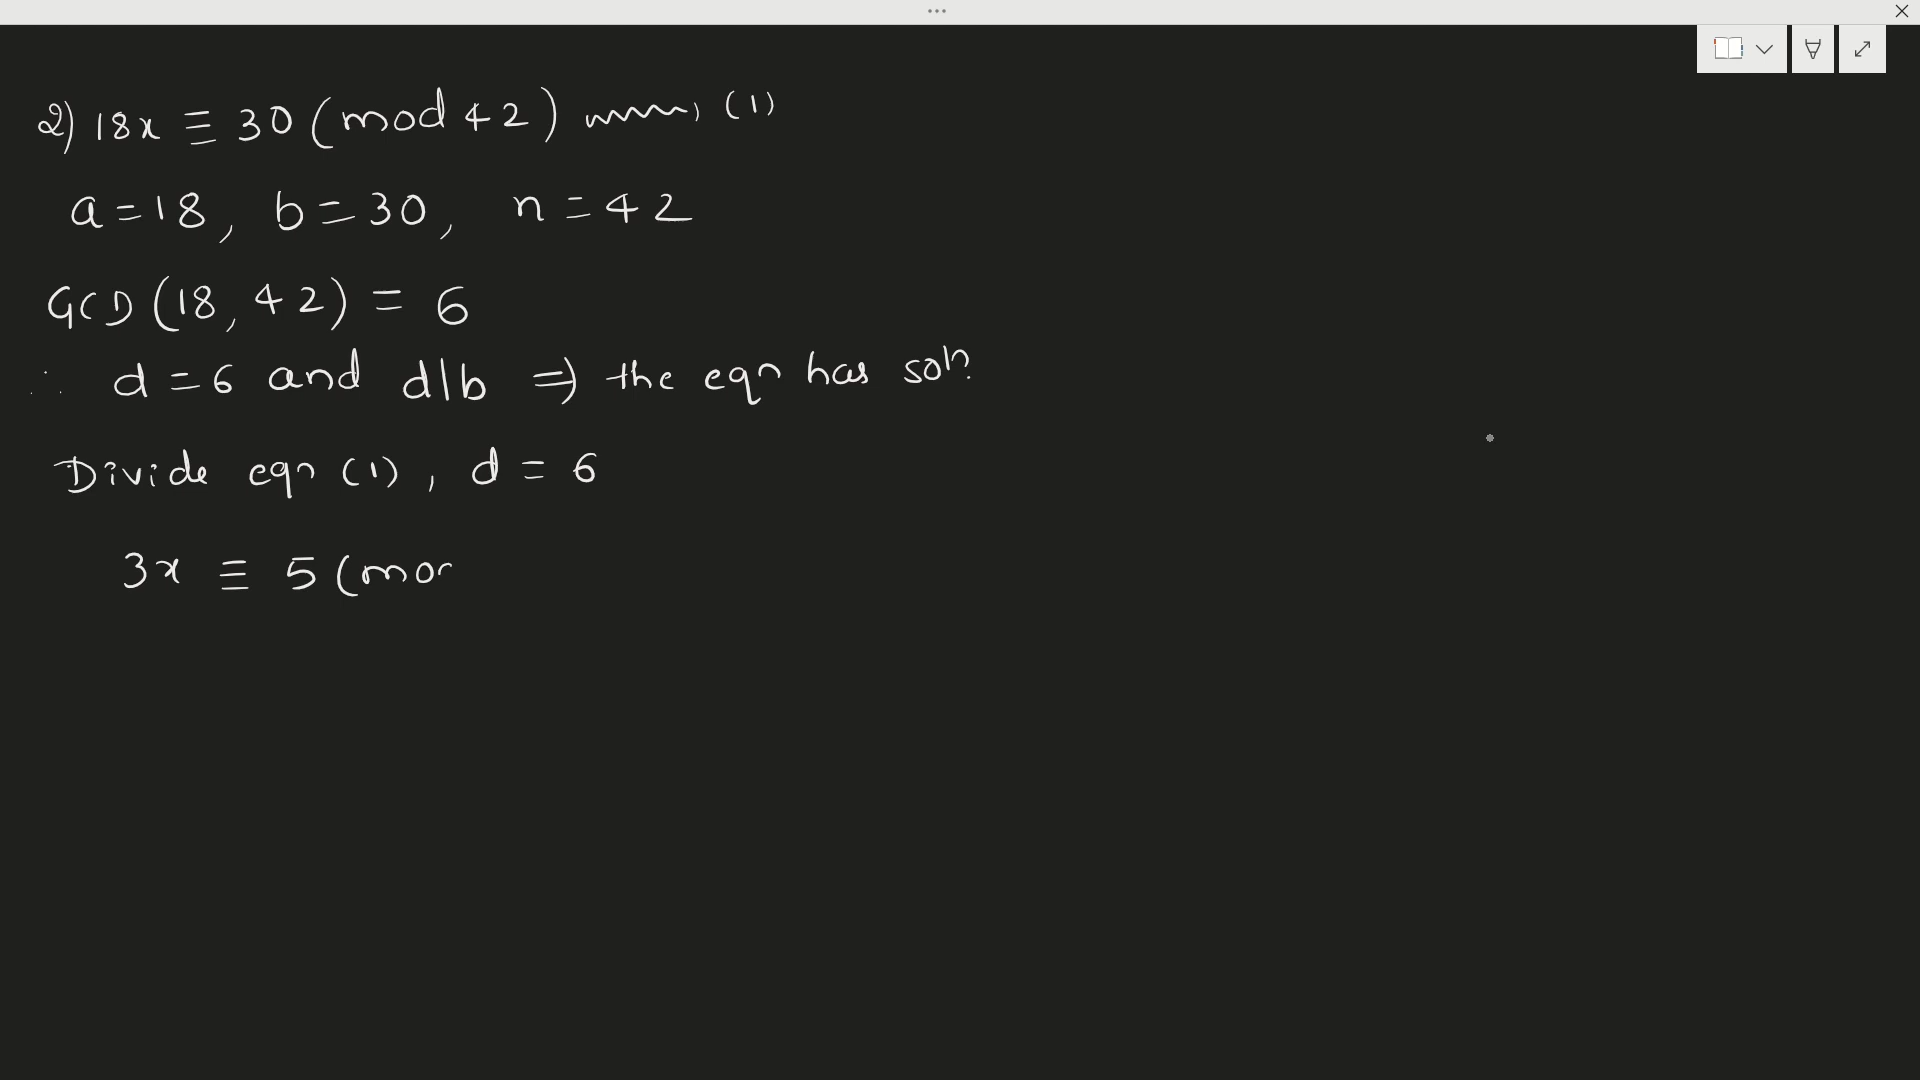 2) 18x ≡ 30 (mod 42) (1)
a = 18, b = 30, n = 42
GCD (18, 42) = 6
∴ d = 6 and d|b ⇒ the eqn has soln
Divide eqn (1), d = 6
3x ≡ 5 (mo